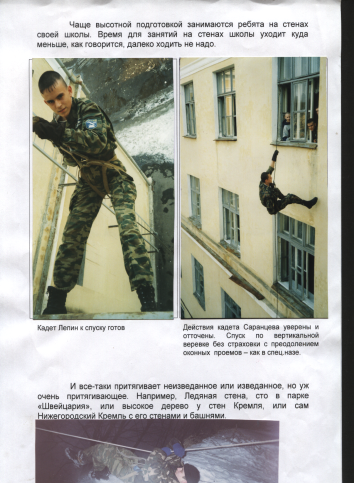 Чаще высотной подготовкой занимаются ребята на стенах
своей школы. Время для занятий на стенах школы уходит куда
меньше, как говорится, далеко ходить не надо.
Кадет Лепин к спуску готов
Действия кадета Саранцева уверены и
отточены. Спуск по вертикальной
веревке без страховки с преодолением
оконных проемов – как в спец.назе.
И все-таки притягивает неизведанное или изведанное, но уж
очень притягивающее. Например, Ледяная стена, сто в парке
«Швейцария», или высокое дерево у стен Кремля, или сам
Нижегородский Кремль с его стенами и башнями.